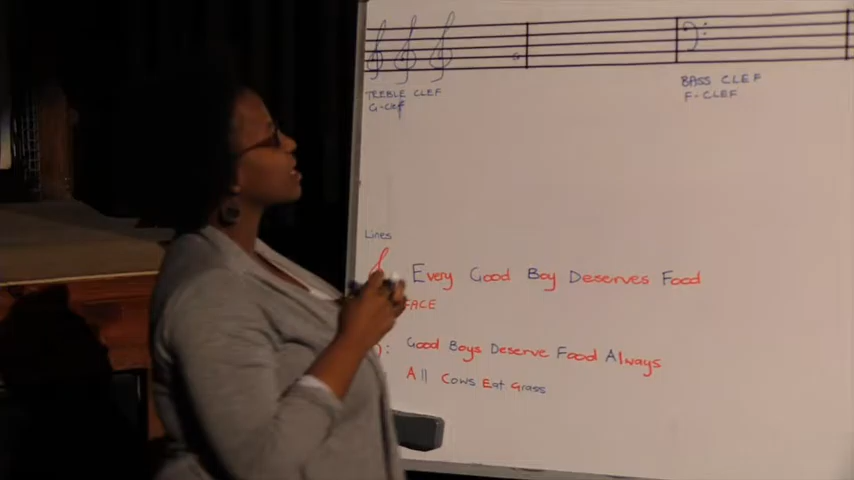 TREBLE CLEF
G-Clef
BASS CLEF
F-CLEF
Lines
Every Good Boy Deserves Food
FACE
Good Boys Deserve Food Always
All Cows Eat Grass